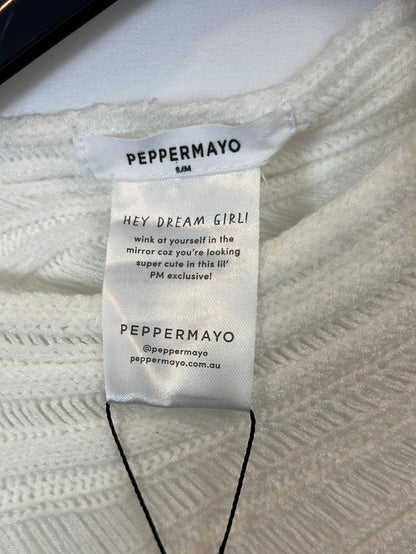 PEPPERMAYO
S/M
HEY DREAM GIRL!
wink at yourself in the
mirror coz you're looking
super cute in this lil'
PM exclusive!
PEPPERMAYO
@peppermayo
peppermayo.com.au